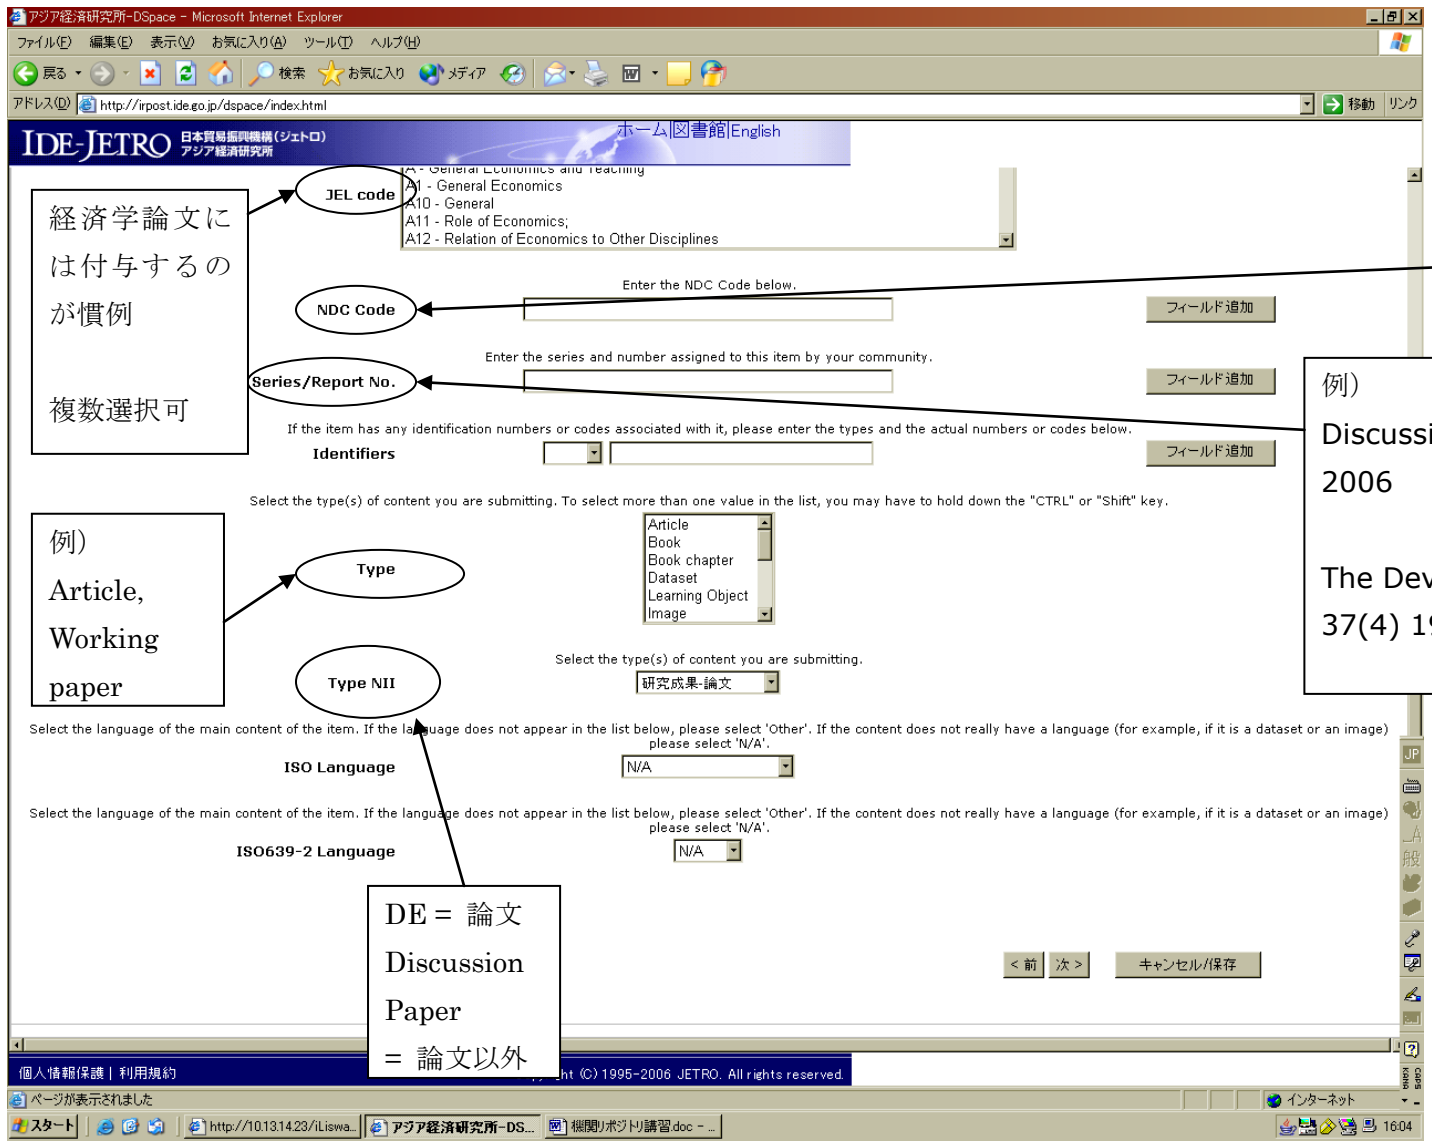 アジア経済研究所-DSpace - Microsoft Internet Explorer
ファイル(F) 編集(E) 表示(V) お気に入り(A) ツール(T) ヘルプ(H)
戻る 検索 お気に入り メディア
アドレス(D) http://irpost.ide.go.jp/dspace/index.html 移動 リンク
IDE-JETRO 日本貿易振興機構(ジェトロ)
アジア経済研究所
ホーム|図書館|English
A - General Economics and Teaching
JEL code
A1 - General Economics
A10 - General
A11 - Role of Economics;
A12 - Relation of Economics to Other Disciplines
経済学論文に
は付与するの
が慣例
複数選択可
Enter the NDC Code below.
NDC Code フィールド追加
Enter the series and number assigned to this item by your community.
Series/Report No. フィールド追加
If the item has any identification numbers or codes associated with it, please enter the types and the actual numbers or codes below.
Identifiers フィールド追加
例)
Discussi
2006
The Dev
37(4) 19
Select the type(s) of content you are submitting. To select more than one value in the list, you may have to hold down the "CTRL" or "Shift" key.
Type
Article
Book
Book chapter
Dataset
Learning Object
Image
例)
Article,
Working
paper
Select the type(s) of content you are submitting.
Type NII 研究成果-論文
Select the language of the main content of the item. If the language does not appear in the list below, please select 'Other'. If the content does not really have a language (for example, if it is a dataset or an image)
please select 'N/A'.
ISO Language N/A
Select the language of the main content of the item. If the language does not appear in the list below, please select 'Other'. If the content does not really have a language (for example, if it is a dataset or an image)
please select 'N/A'.
ISO639-2 Language N/A
DE = 論文
Discussion
Paper
= 論文以外
< 前 次 > キャンセル/保存
JP
_A
般
CAPS
KANA
個人情報保護 | 利用規約
ht (C) 1995-2006 JETRO. All rights reserved.
ページが表示されました インターネット
スタート http://10.13.14.23/iLiswa... アジア経済研究所-DS... 機関リポジトリ講習.doc - ... 16:04